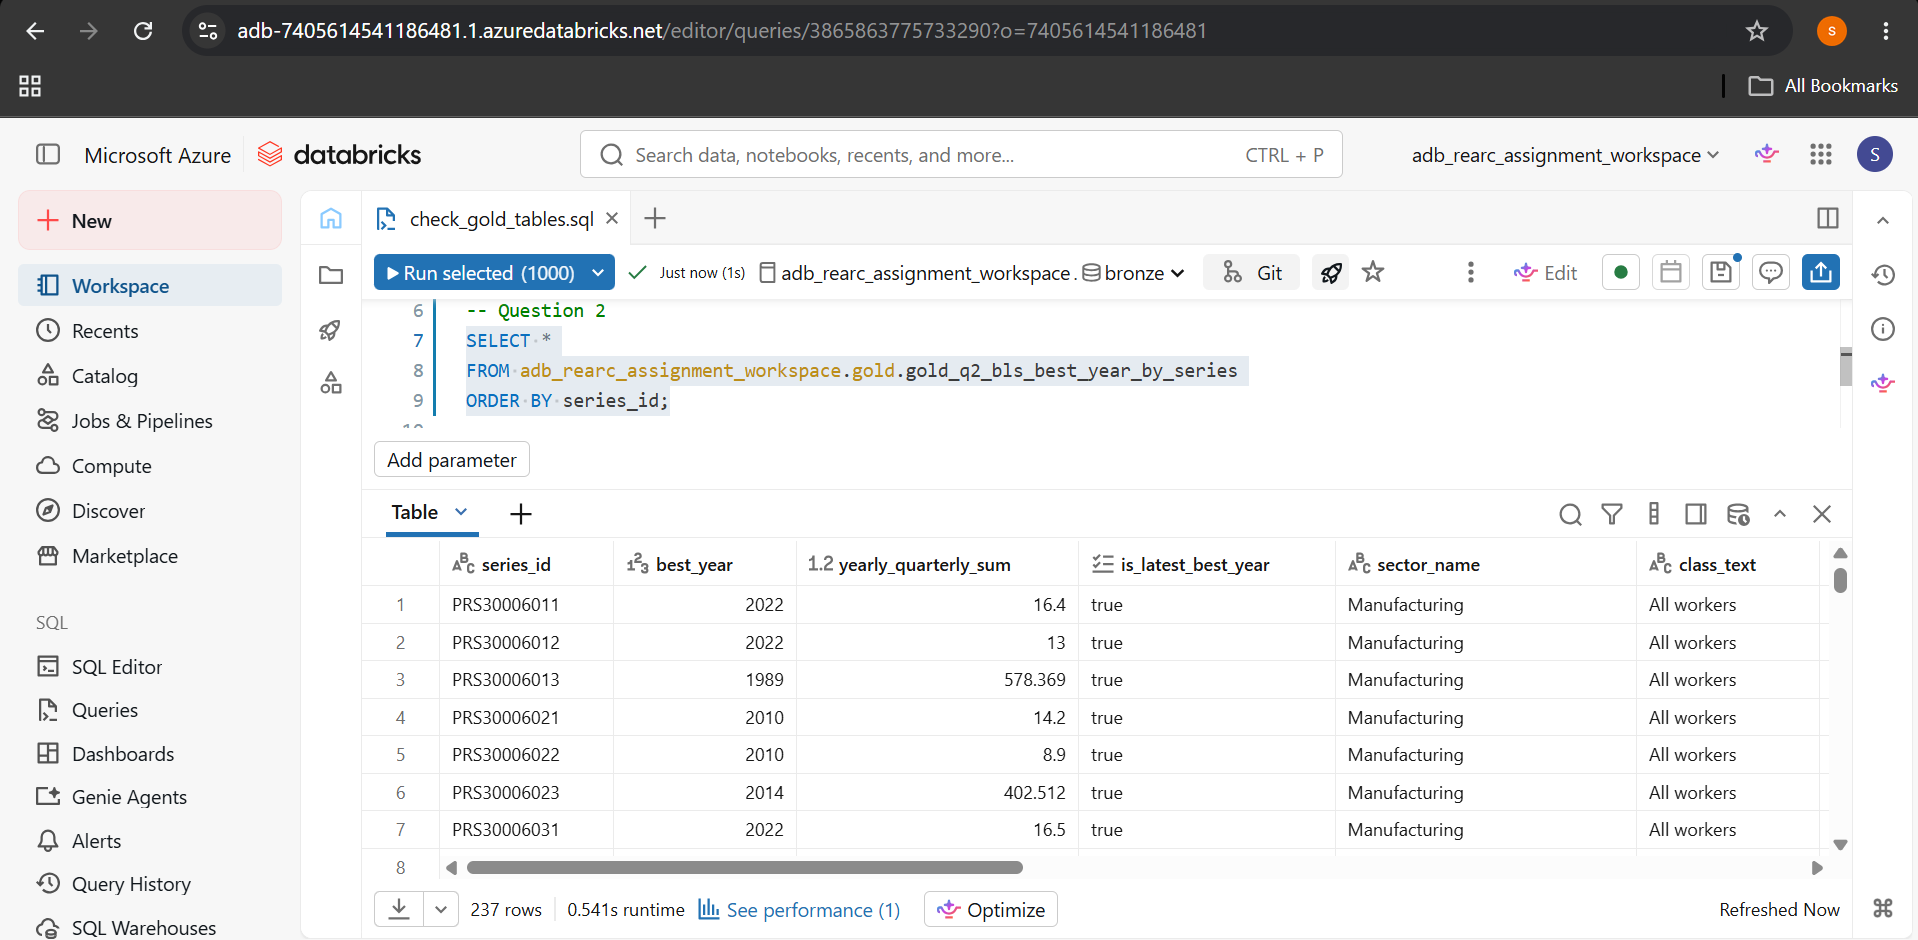 adb-7405614541186481.1.azuredatabricks.net/editor/queries/3865863775733290?o=7405614541186481
S
All Bookmarks
Microsoft Azure
databricks
Search data, notebooks, recents, and more...
CTRL + P
adb_rearc_assignment_workspace
S
New
Workspace
Recents
Catalog
Jobs & Pipelines
Compute
Discover
Marketplace
SQL
SQL Editor
Queries
Dashboards
Genie Agents
Alerts
Query History
SQL Warehouses
check_gold_tables.sql
Run selected (1000)
Just now (1s)
adb_rearc_assignment_workspace. bronze
Git
Edit
6 -- Question 2
7 SELECT *
8 FROM adb_rearc_assignment_workspace.gold.gold_q2_bls_best_year_by_series
9 ORDER BY series_id;
10
Add parameter
Table
series_id best_year 1.2 yearly_quarterly_sum is_latest_best_year sector_name class_text
1 PRS30006011 2022 16.4 true Manufacturing All workers
2 PRS30006012 2022 13 true Manufacturing All workers
3 PRS30006013 1989 578.369 true Manufacturing All workers
4 PRS30006021 2010 14.2 true Manufacturing All workers
5 PRS30006022 2010 8.9 true Manufacturing All workers
6 PRS30006023 2014 402.512 true Manufacturing All workers
7 PRS30006031 2022 16.5 true Manufacturing All workers
8
237 rows
0.541s runtime
See performance (1)
Optimize
Refreshed Now